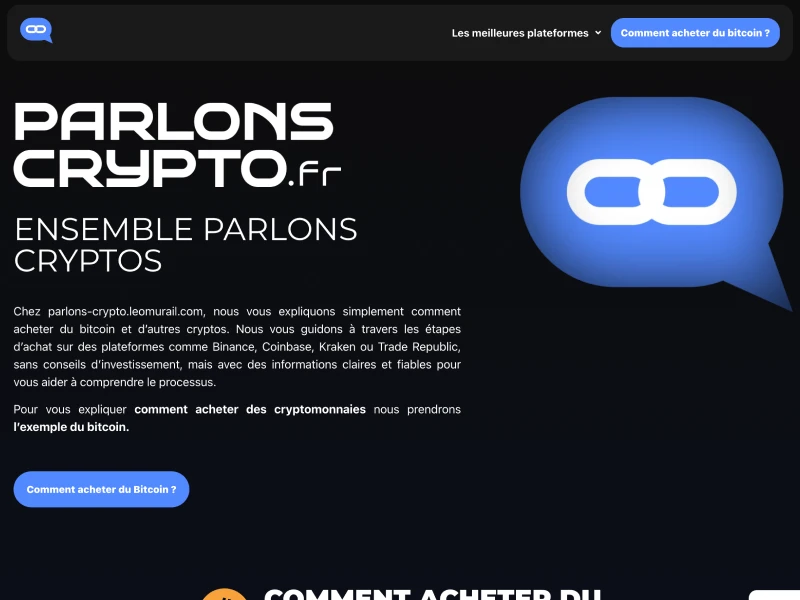 Les meilleures plateformes
Comment acheter du bitcoin ?
PARLONS
CRYPTO.fr
ENSEMBLE PARLONS
CRYPTOS
Chez parlons-crypto.leomurail.com, nous vous expliquons simplement comment
acheter du bitcoin et d'autres cryptos. Nous vous guidons à travers les étapes
d'achat sur des plateformes comme Binance, Coinbase, Kraken ou Trade Republic,
sans conseils d'investissement, mais avec des informations claires et fiables pour
vous aider à comprendre le processus.
Pour vous expliquer comment acheter des cryptomonnaies nous prendrons
l'exemple du bitcoin.
Comment acheter du Bitcoin ?
COMMENT ACHETER DU